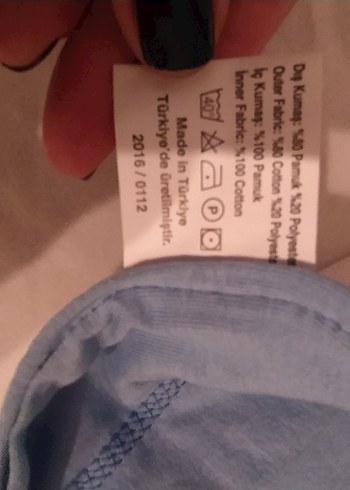 Dış Kumaş: %80 Pamuk %20 Polyester
Outer Fabric: %80 Cotton %20 Polyester
İç Kumaş: %100 Pamuk
Inner Fabric: %100 Cotton
40° P
Made in Türkiye
Türkiye'de üretilmiştir.
2016 / 0112